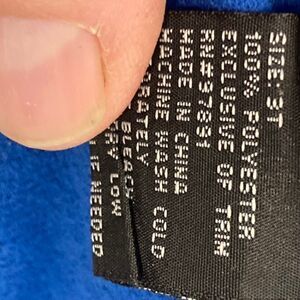 SIZE: 3T
100% POLYESTER
EXCLUSIVE OF TRIM
RN#97891
MADE IN CHINA
MACHINE WASH COLD
BLEACH
LOW
IF NEEDED